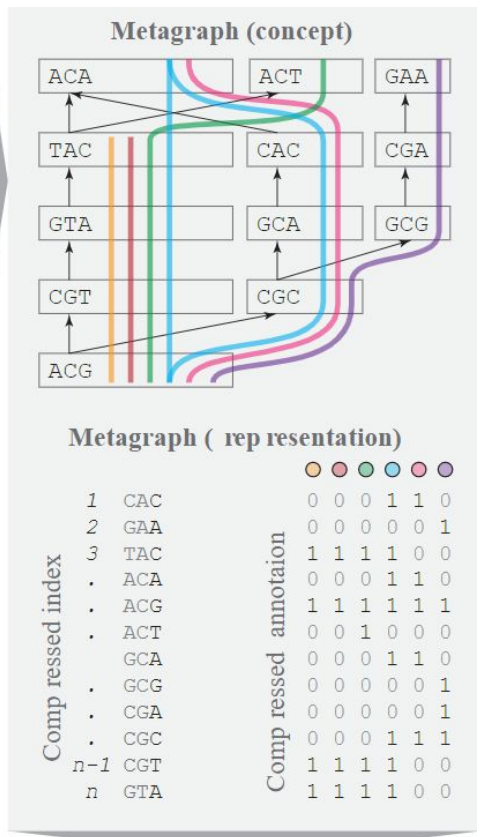 Metagraph (concept)
ACA ACT GAA
TAC CAC CGA
GTA GCA GCG
CGT CGC
ACG
Metagraph ( rep resentation)
Comp ressed index
Comp ressed annotaion
1 CAC 0 0 0 1 1 0
2 GAA 0 0 0 0 0 1
3 TAC 1 1 1 1 0 0
. ACA 0 0 0 1 1 0
. ACG 1 1 1 1 1 1
. ACT 0 0 1 0 0 0
GCA 0 0 0 1 1 0
. GCG 0 0 0 0 0 1
. CGA 0 0 0 0 0 1
. CGC 0 0 0 1 1 1
n-1 CGT 1 1 1 1 0 0
n GTA 1 1 1 1 0 0